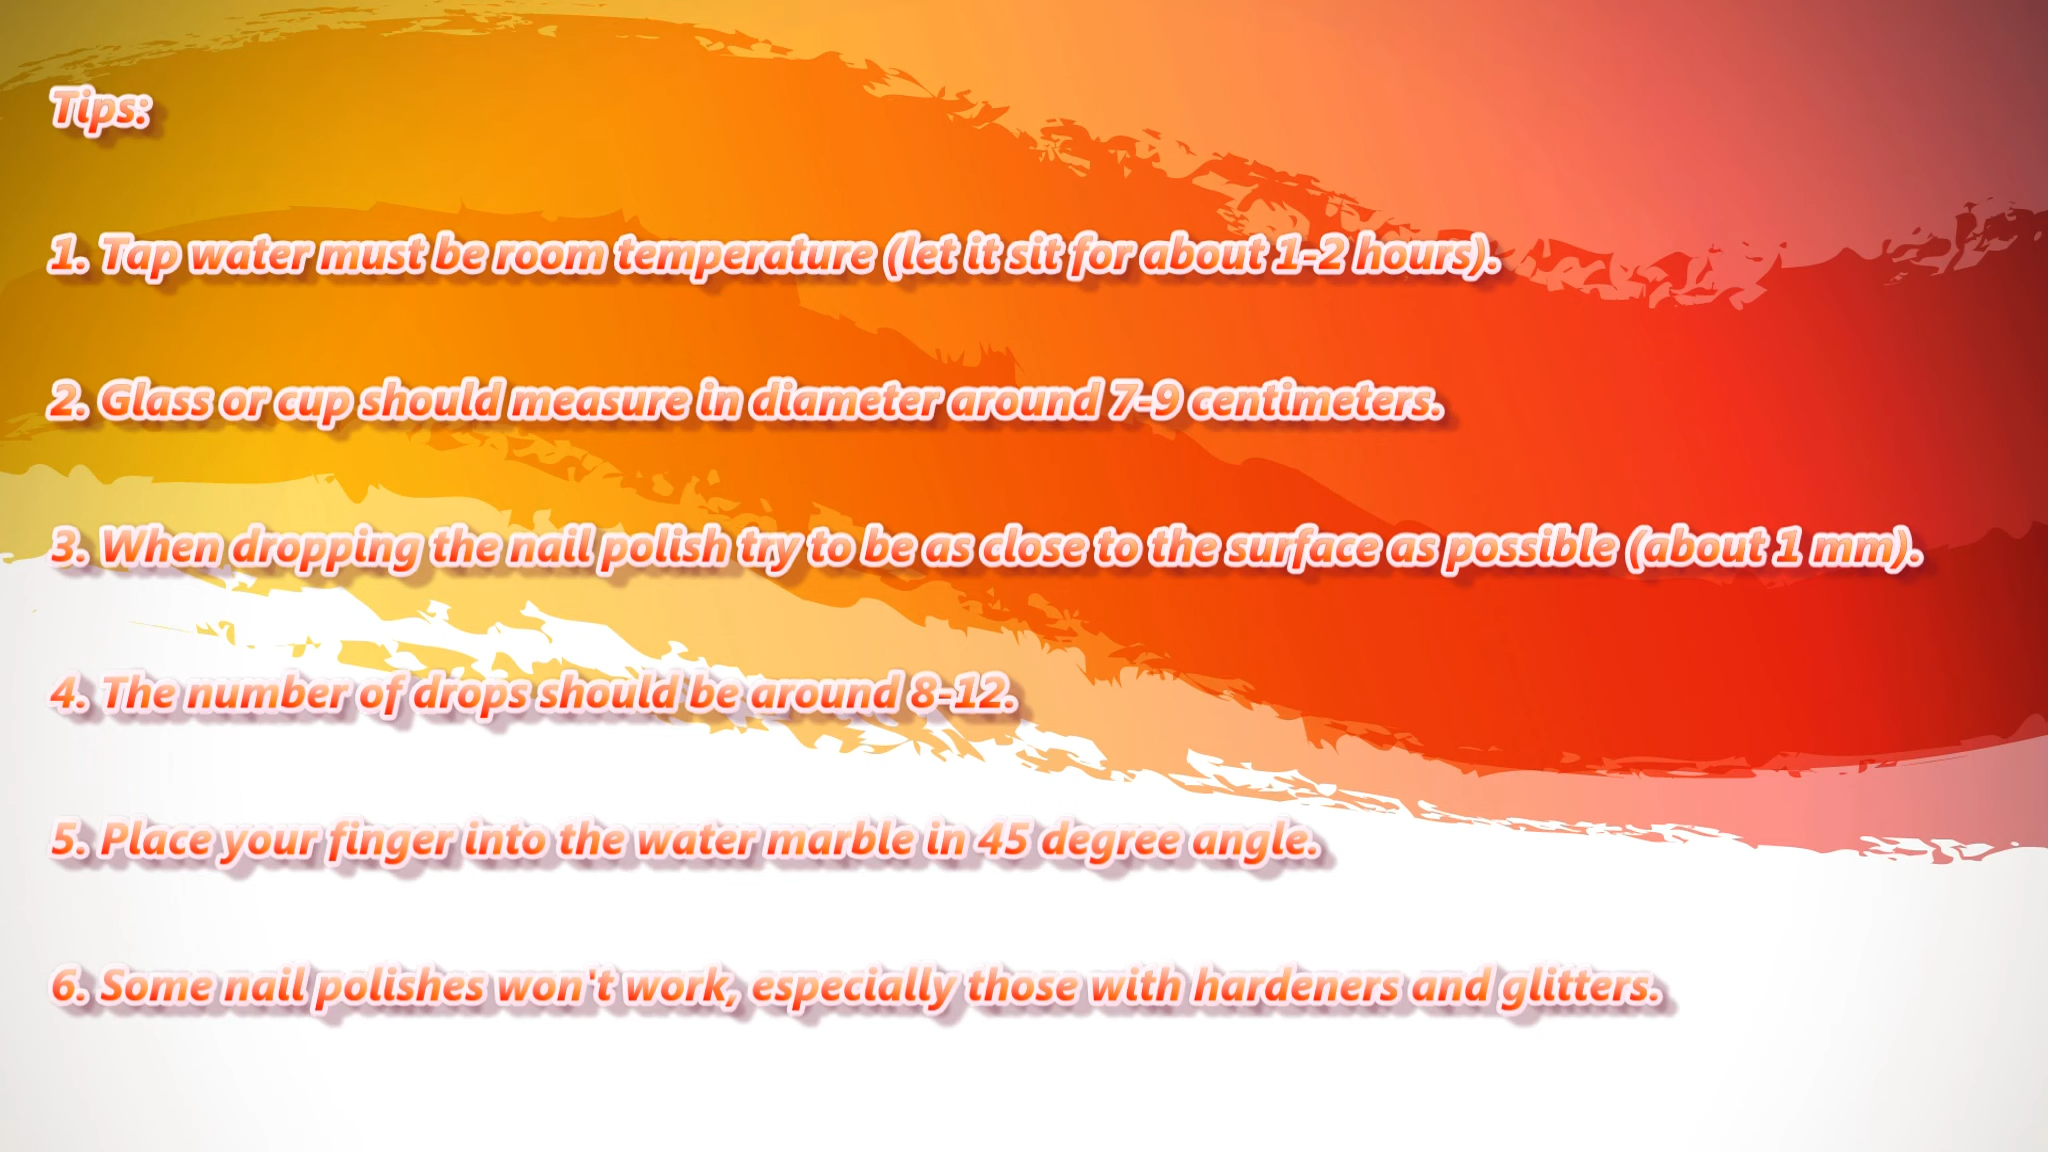 Tips:
1. Tap water must be room temperature (let it sit for about 1-2 hours).
2. Glass or cup should measure in diameter around 7-9 centimeters.
3. When dropping the nail polish try to be as close to the surface as possible (about 1 mm).
4. The number of drops should be around 8-12.
5. Place your finger into the water marble in 45 degree angle.
6. Some nail polishes won't work, especially those with hardeners and glitters.